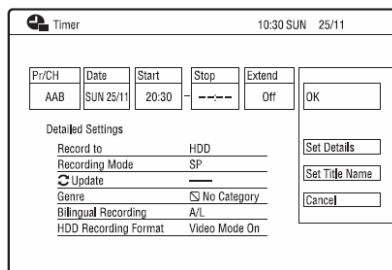 Timer 10:30 SUN 25/11
Pr/CH Date Start Stop Extend
AAB SUN 25/11 20:30 – --:-- Off OK
Detailed Settings
Record to HDD Set Details
Recording Mode SP
Update —— Set Title Name
Genre No Category
Bilingual Recording A/L Cancel
HDD Recording Format Video Mode On